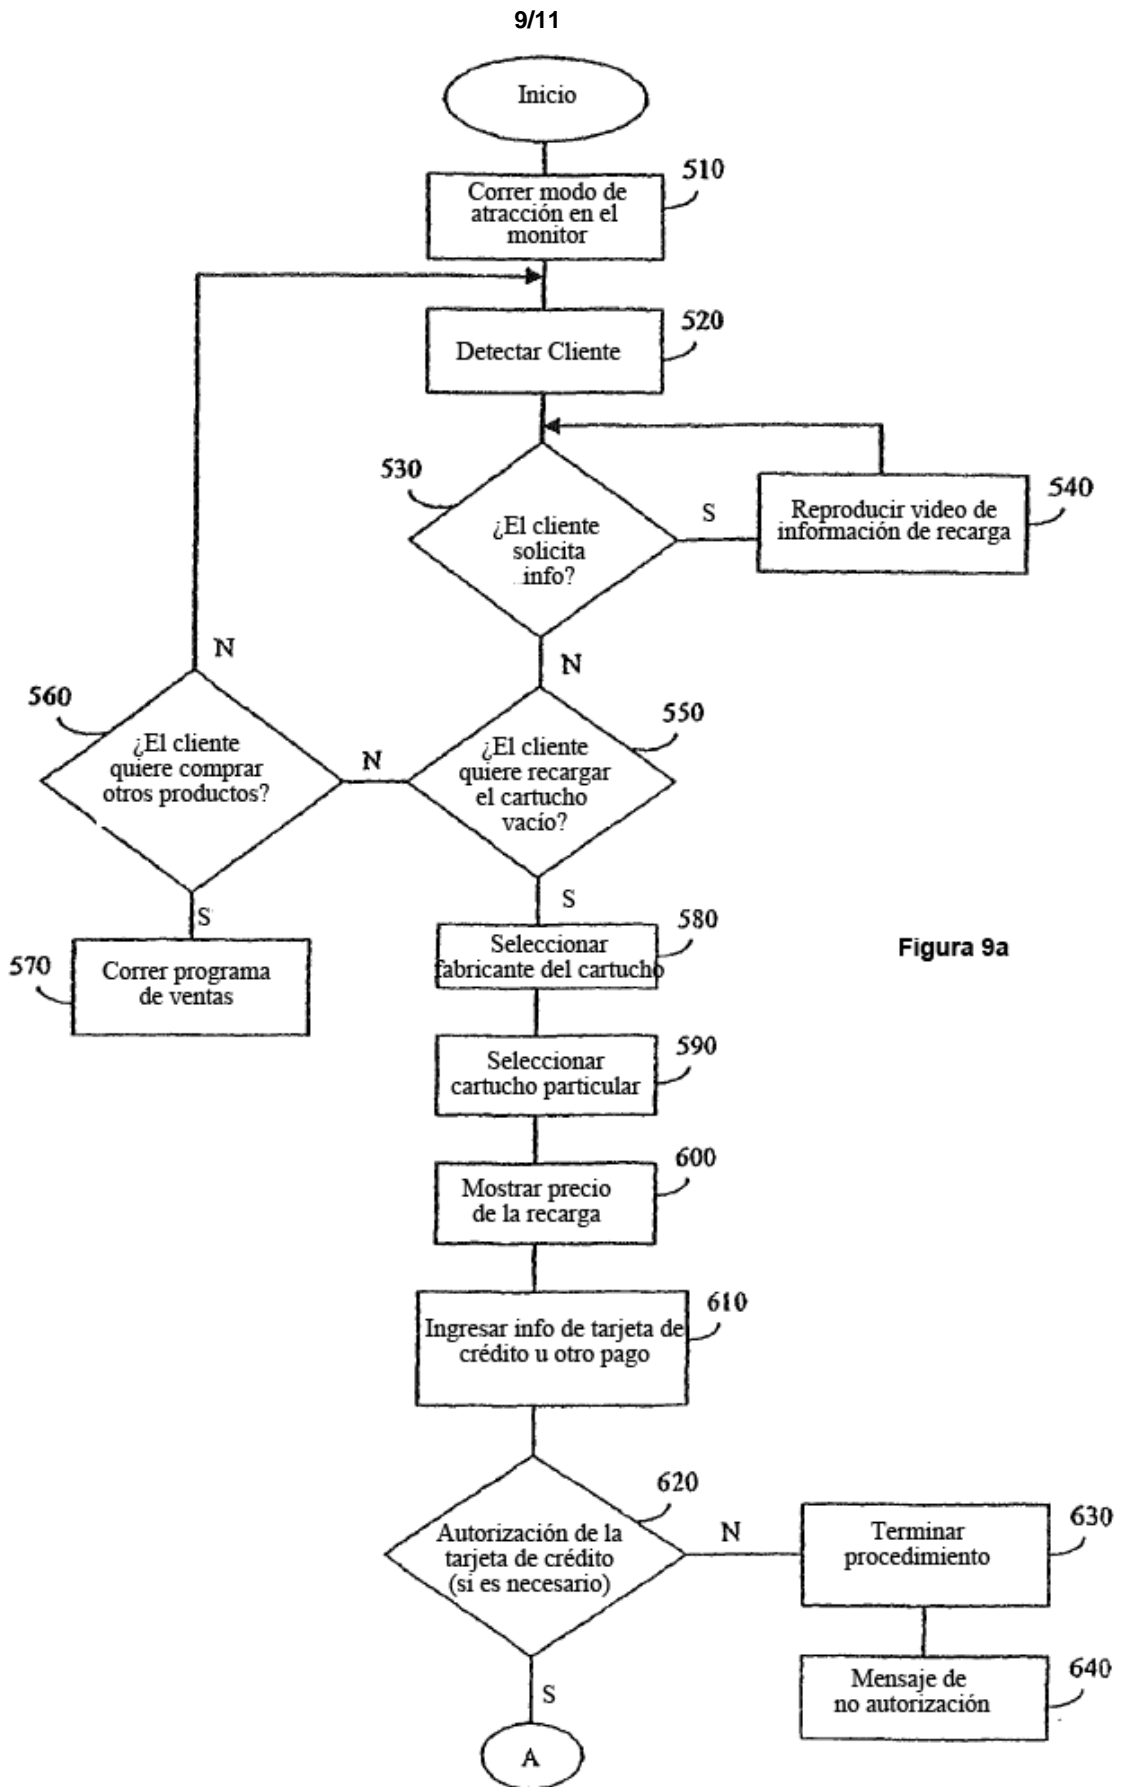 9/11
Inicio
510
Correr modo de
atracción en el
monitor
520
Detectar Cliente
530
¿El cliente
solicita
info?
S
540
Reproducir video de
información de recarga
N
N
560
¿El cliente
quiere comprar
otros productos?
N
550
¿El cliente
quiere recargar
el cartucho
vacío?
S
S
570
Correr programa
de ventas
580
Seleccionar
fabricante del cartucho
Figura 9a
590
Seleccionar
cartucho particular
600
Mostrar precio
de la recarga
610
Ingresar info de tarjeta de
crédito u otro pago
620
Autorización de la
tarjeta de crédito
(si es necesario)
N
630
Terminar
procedimiento
640
Mensaje de
no autorización
S
A